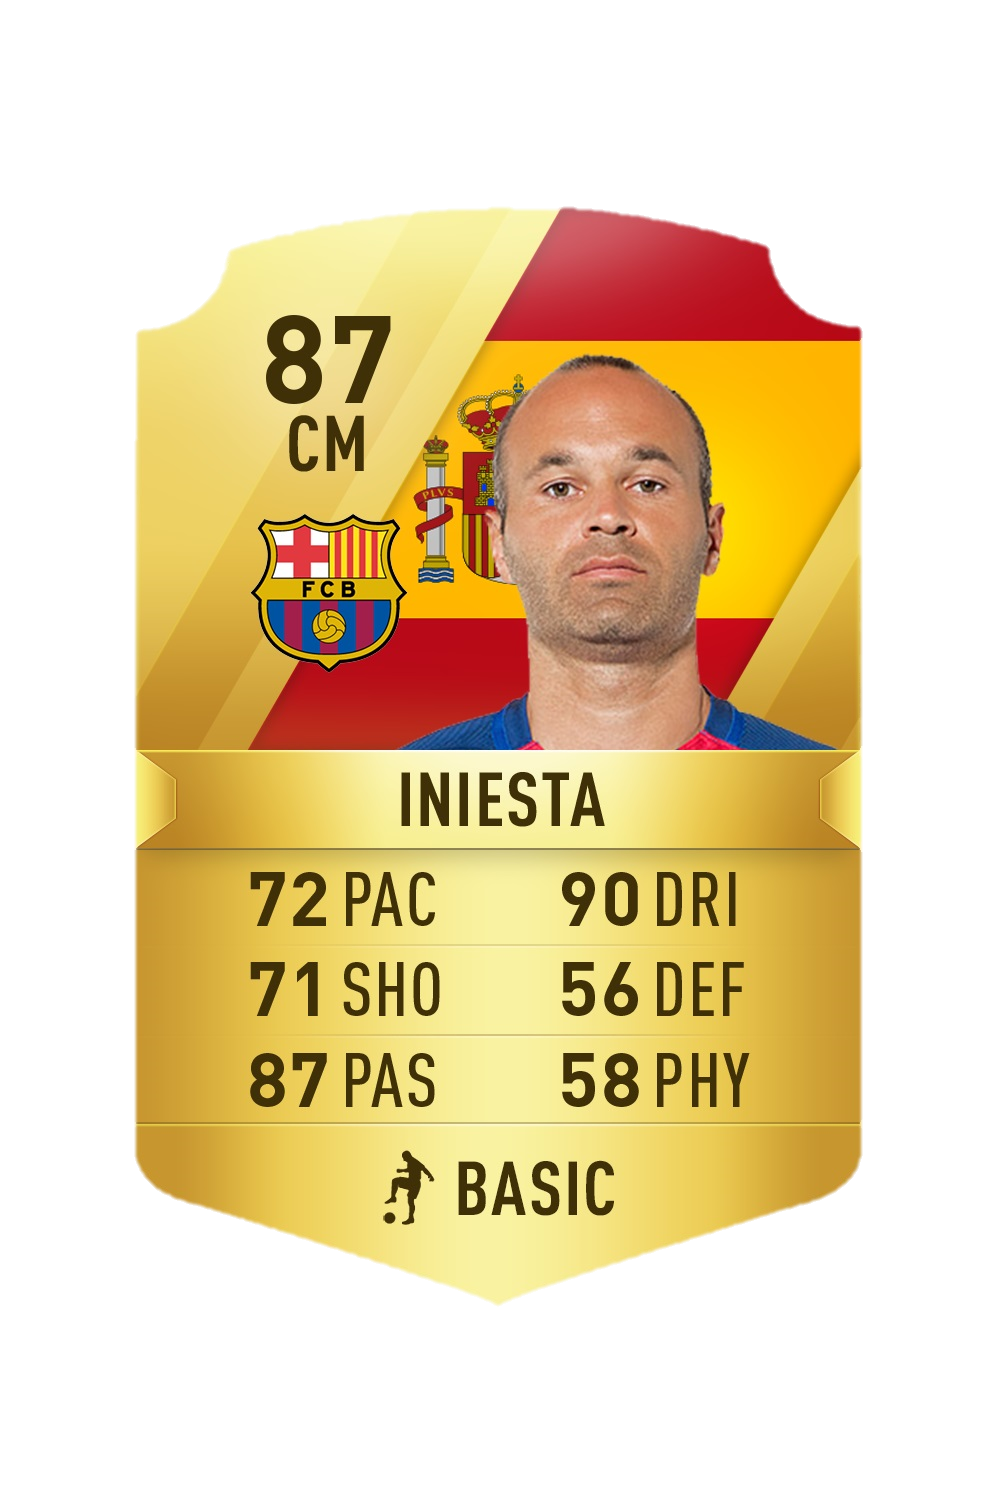 87
CM
PLVS
FCB
INIESTA
72 PAC 90 DRI
71 SHO 56 DEF
87 PAS 58 PHY
BASIC